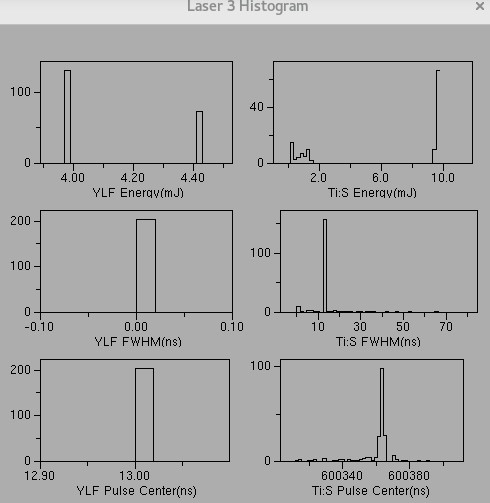 Laser 3 Histogram ×
100
0
4.00 4.20 4.40
YLF Energy(mJ)
40
0
2.0 6.0 10.0
Ti:S Energy(mJ)
200
100
0
-0.10 0.00 0.10
YLF FWHM(ns)
100
0
10 30 50 70
Ti:S FWHM(ns)
200
100
0
12.90 13.00
YLF Pulse Center(ns)
100
0
600340 600380
Ti:S Pulse Center(ns)